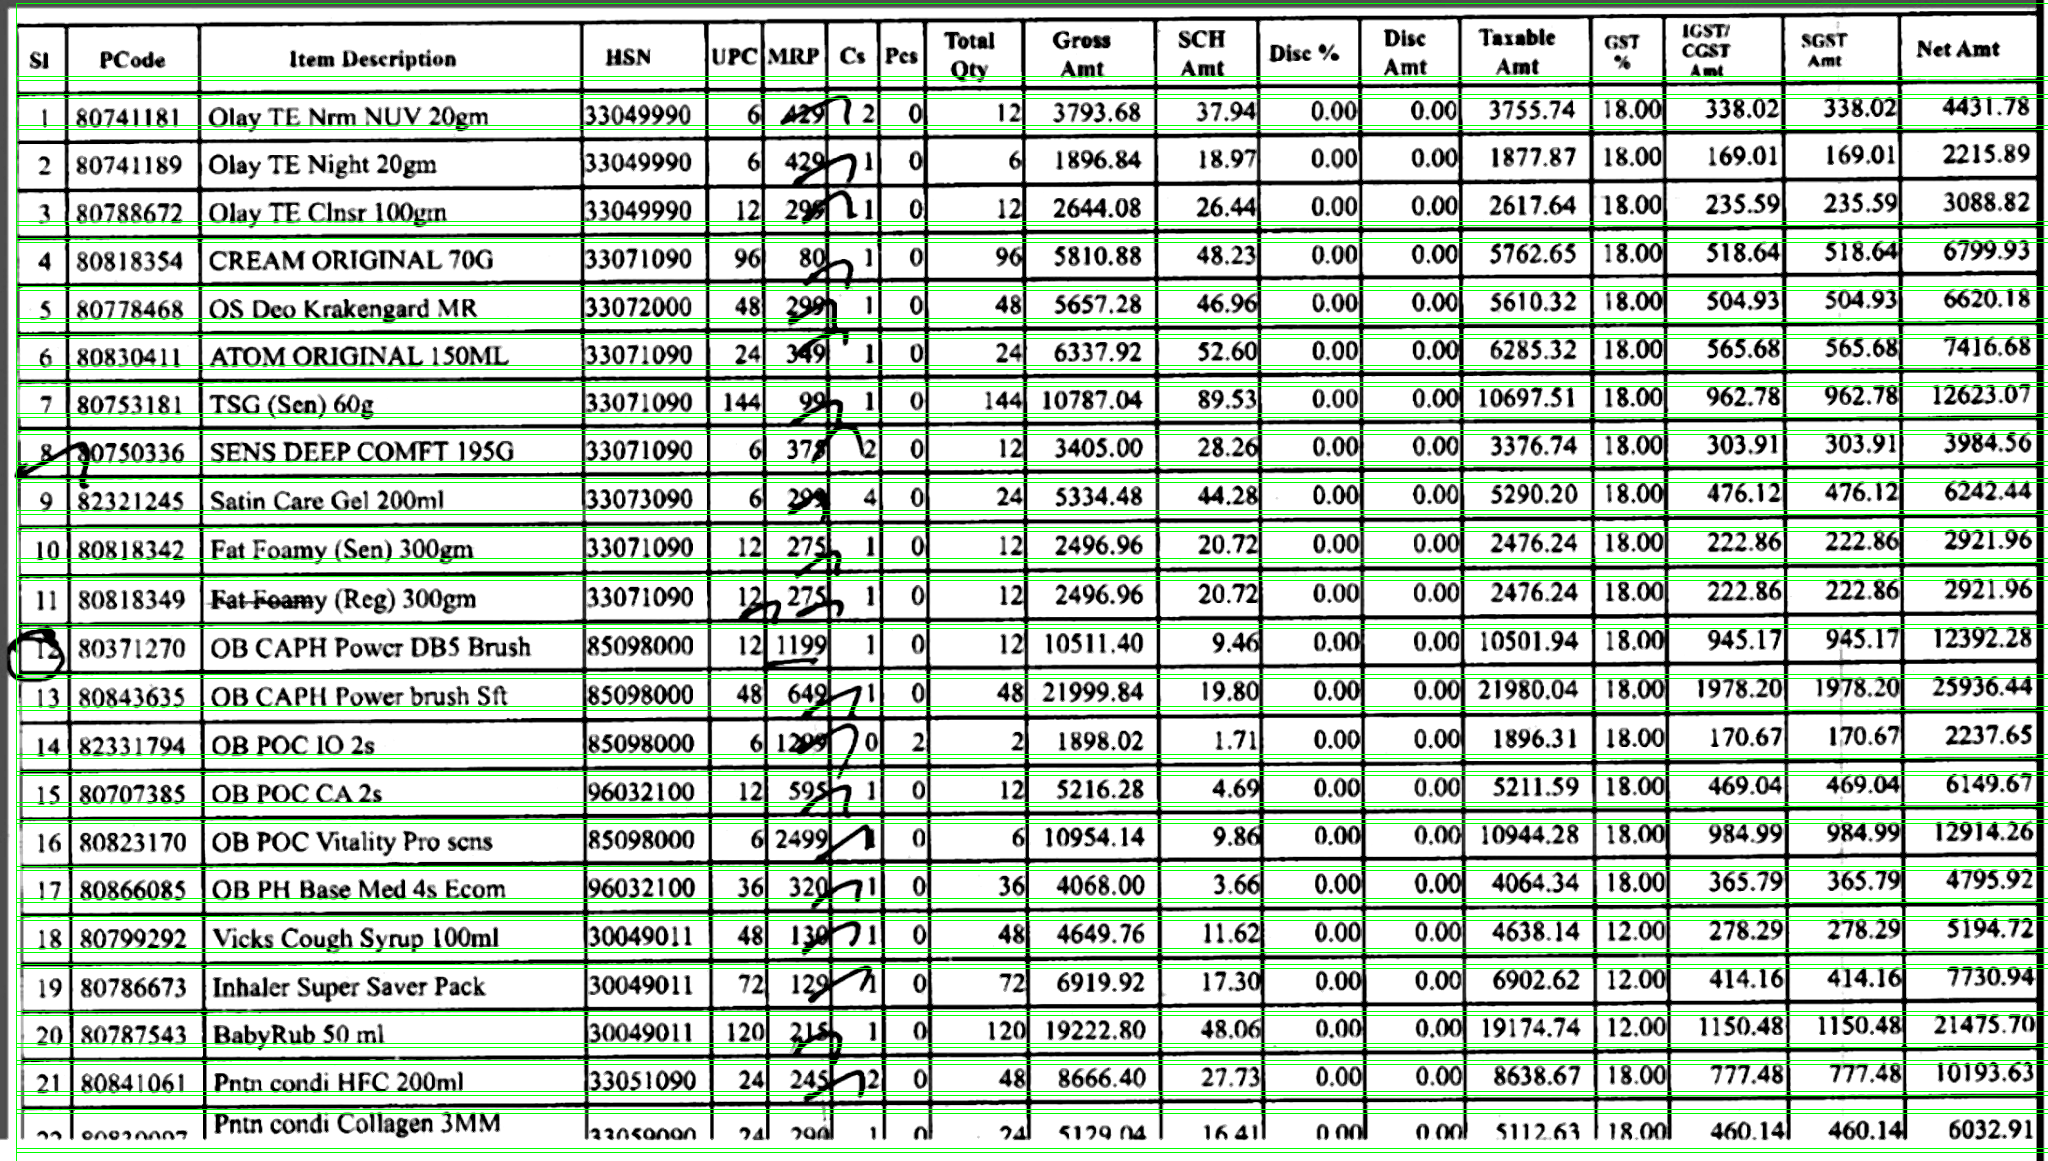 Sl PCode Item Description HSN UPC MRP Cs Pcs Total Qty Gross Amt SCH Amt Disc % Disc Amt Taxable Amt GST % IGST/ CGST Amt SGST Amt Net Amt
1 80741181 Olay TE Nrm NUV 20gm 33049990 6 429 2 0 12 3793.68 37.94 0.00 0.00 3755.74 18.00 338.02 338.02 4431.78
2 80741189 Olay TE Night 20gm 33049990 6 429 1 0 6 1896.84 18.97 0.00 0.00 1877.87 18.00 169.01 169.01 2215.89
3 80788672 Olay TE Clnsr 100gm 33049990 12 299 1 0 12 2644.08 26.44 0.00 0.00 2617.64 18.00 235.59 235.59 3088.82
4 80818354 CREAM ORIGINAL 70G 33071090 96 80 1 0 96 5810.88 48.23 0.00 0.00 5762.65 18.00 518.64 518.64 6799.93
5 80778468 OS Deo Krakengard MR 33072000 48 299 1 0 48 5657.28 46.96 0.00 0.00 5610.32 18.00 504.93 504.93 6620.18
6 80830411 ATOM ORIGINAL 150ML 33071090 24 349 1 0 24 6337.92 52.60 0.00 0.00 6285.32 18.00 565.68 565.68 7416.68
7 80753181 TSG (Sen) 60g 33071090 144 99 1 0 144 10787.04 89.53 0.00 0.00 10697.51 18.00 962.78 962.78 12623.07
8 80750336 SENS DEEP COMFT 195G 33071090 6 2 0 12 3405.00 28.26 0.00 0.00 3376.74 18.00 303.91 303.91 3984.56
9 82321245 Satin Care Gel 200ml 33073090 6 299 4 0 24 5334.48 44.28 0.00 0.00 5290.20 18.00 476.12 476.12 6242.44
10 80818342 Fat Foamy (Sen) 300gm 33071090 12 275 1 0 12 2496.96 20.72 0.00 0.00 2476.24 18.00 222.86 222.86 2921.96
11 80818349 Fat Foamy (Reg) 300gm 33071090 12 275 1 0 12 2496.96 20.72 0.00 0.00 2476.24 18.00 222.86 222.86 2921.96
12 80371270 OB CAPH Power DB5 Brush 85098000 12 1199 1 0 12 10511.40 9.46 0.00 0.00 10501.94 18.00 945.17 945.17 12392.28
13 80843635 OB CAPH Power brush Sft 85098000 48 649 1 0 48 21999.84 19.80 0.00 0.00 21980.04 18.00 1978.20 1978.20 25936.44
14 82331794 OB POC IO 2s 85098000 6 1299 0 2 2 1898.02 1.71 0.00 0.00 1896.31 18.00 170.67 170.67 2237.65
15 80707385 OB POC CA 2s 96032100 12 595 1 0 12 5216.28 4.69 0.00 0.00 5211.59 18.00 469.04 469.04 6149.67
16 80823170 OB POC Vitality Pro sens 85098000 6 2499 1 0 6 10954.14 9.86 0.00 0.00 10944.28 18.00 984.99 984.99 12914.26
17 80866085 OB PH Base Med 4s Ecom 96032100 36 320 1 0 36 4068.00 3.66 0.00 0.00 4064.34 18.00 365.79 365.79 4795.92
18 80799292 Vicks Cough Syrup 100ml 30049011 48 130 1 0 48 4649.76 11.62 0.00 0.00 4638.14 12.00 278.29 278.29 5194.72
19 80786673 Inhaler Super Saver Pack 30049011 72 129 1 0 72 6919.92 17.30 0.00 0.00 6902.62 12.00 414.16 414.16 7730.94
20 80787543 BabyRub 50 ml 30049011 120 215 1 0 120 19222.80 48.06 0.00 0.00 19174.74 12.00 1150.48 1150.48 21475.70
21 80841061 Pntn condi HFC 200ml 33051090 24 245 2 0 48 8666.40 27.73 0.00 0.00 8638.67 18.00 777.48 777.48 10193.63
22 Pntn condi Collagen 3MM 33059090 24 290 1 0 24 5129.04 16.41 0.00 0.00 5112.63 18.00 460.14 460.14 6032.91